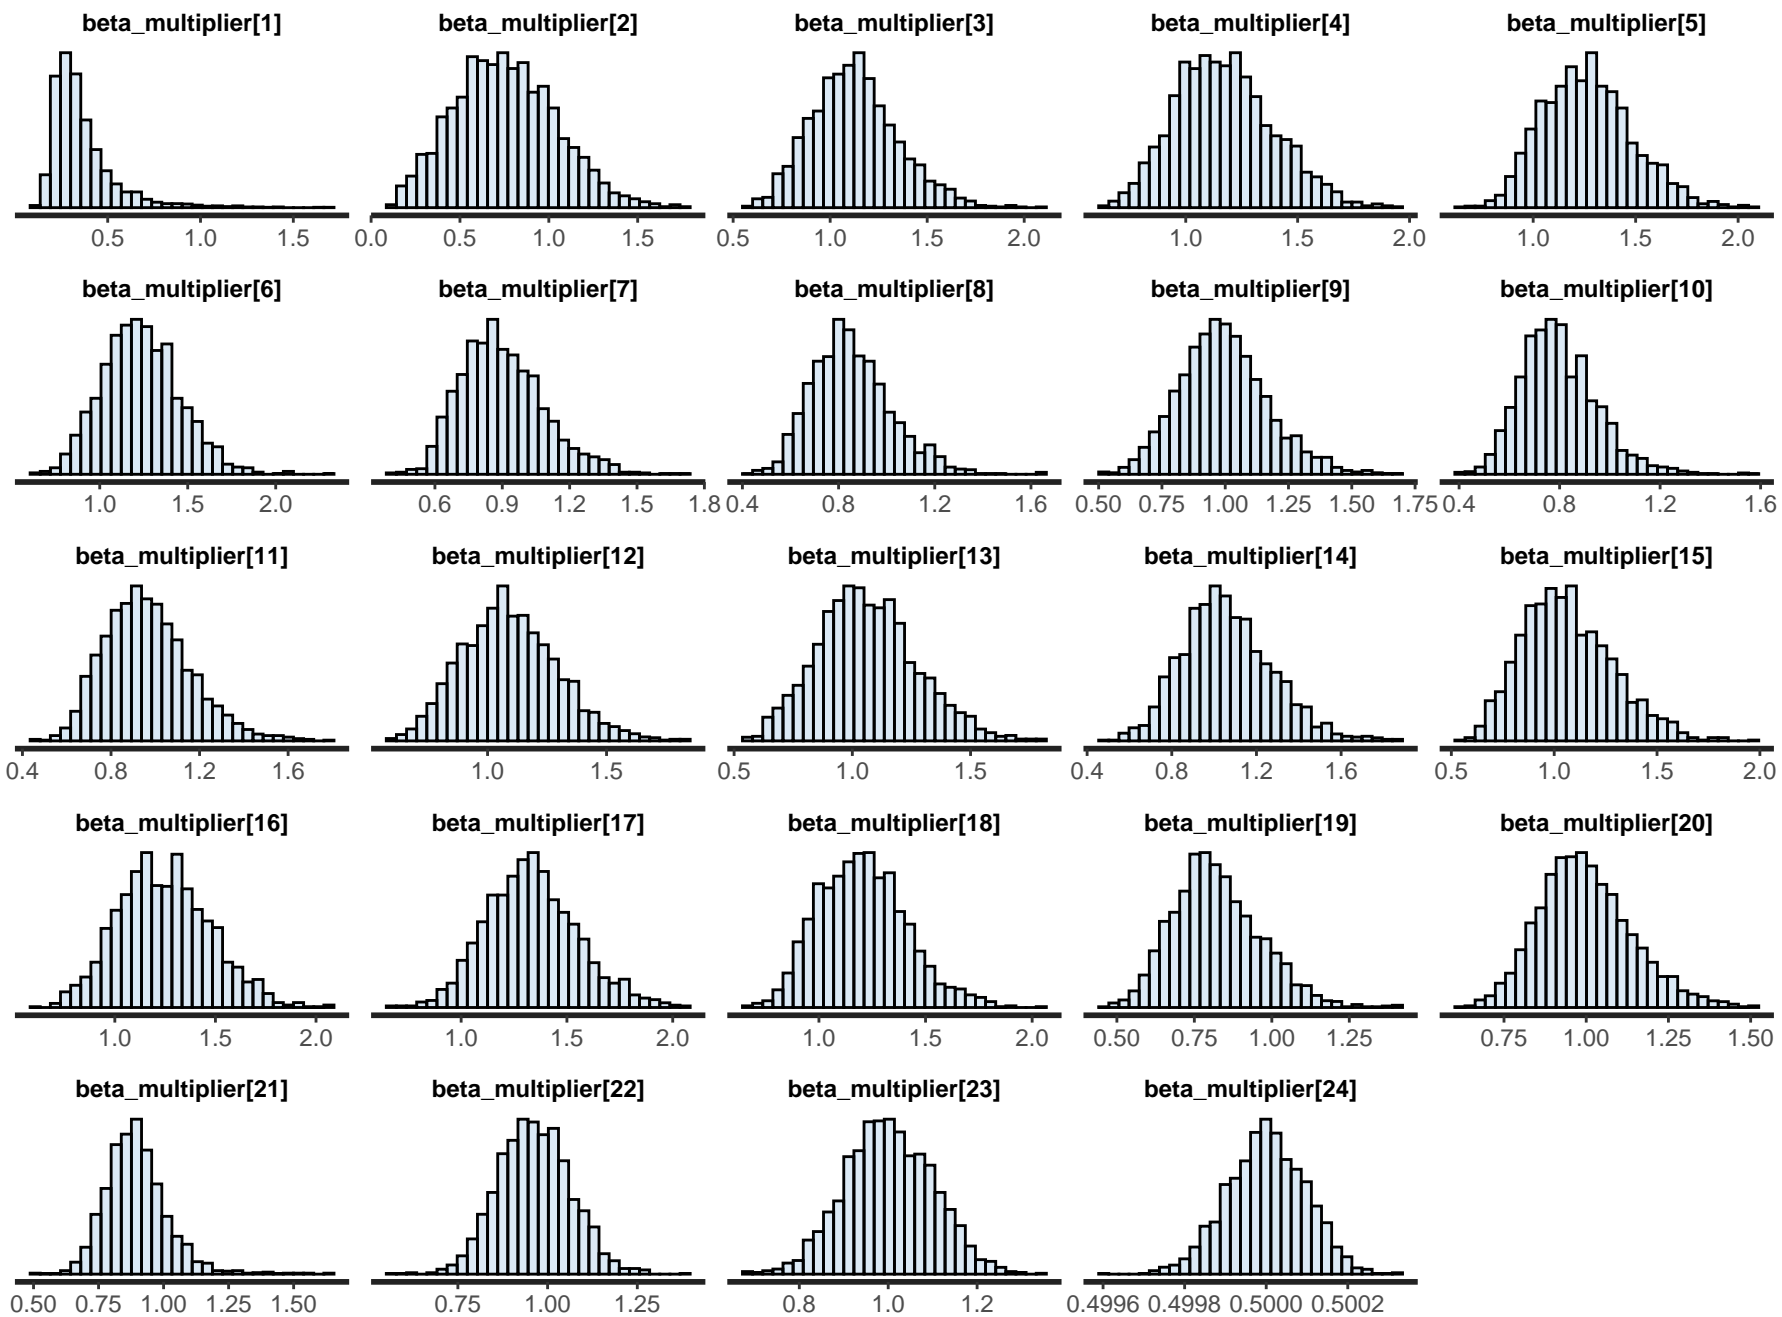 beta_multiplier[1] beta_multiplier[2] beta_multiplier[3] beta_multiplier[4] beta_multiplier[5]
0.5 1.0 1.5 0.0 0.5 1.0 1.5 0.5 1.0 1.5 2.0 1.0 1.5 2.0 1.0 1.5 2.0
beta_multiplier[6] beta_multiplier[7] beta_multiplier[8] beta_multiplier[9] beta_multiplier[10]
1.0 1.5 2.0 0.6 0.9 1.2 1.5 1.8 0.4 0.8 1.2 1.6 0.50 0.75 1.00 1.25 1.50 1.75 0.4 0.8 1.2 1.6
beta_multiplier[11] beta_multiplier[12] beta_multiplier[13] beta_multiplier[14] beta_multiplier[15]
0.4 0.8 1.2 1.6 1.0 1.5 0.5 1.0 1.5 0.4 0.8 1.2 1.6 0.5 1.0 1.5 2.0
beta_multiplier[16] beta_multiplier[17] beta_multiplier[18] beta_multiplier[19] beta_multiplier[20]
1.0 1.5 2.0 1.0 1.5 2.0 1.0 1.5 2.0 0.50 0.75 1.00 1.25 0.75 1.00 1.25 1.50
beta_multiplier[21] beta_multiplier[22] beta_multiplier[23] beta_multiplier[24]
0.50 0.75 1.00 1.25 1.50 0.75 1.00 1.25 0.8 1.0 1.2 0.4996 0.4998 0.5000 0.5002